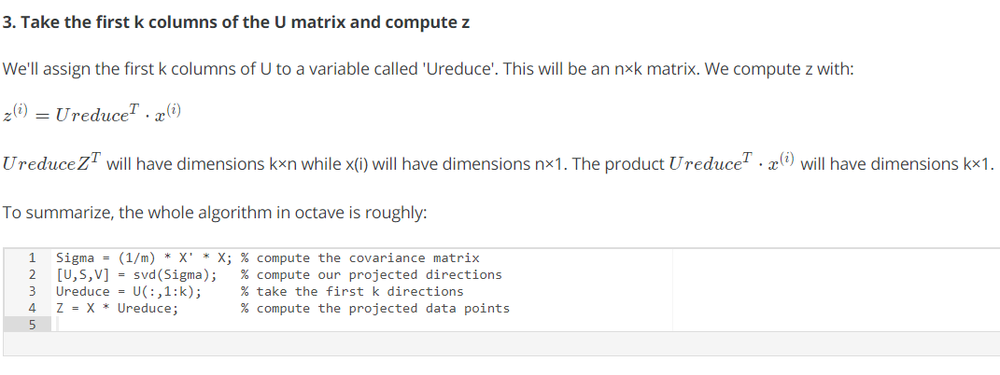 3. Take the first k columns of the U matrix and compute z
We'll assign the first k columns of U to a variable called 'Ureduce'. This will be an n×k matrix. We compute z with:
z^(i) = Ureduce^T · x^(i)
UreduceZ^T will have dimensions k×n while x(i) will have dimensions n×1. The product Ureduce^T · x^(i) will have dimensions k×1.
To summarize, the whole algorithm in octave is roughly:
1 Sigma = (1/m) * X' * X; % compute the covariance matrix
2 [U,S,V] = svd(Sigma); % compute our projected directions
3 Ureduce = U(:,1:k); % take the first k directions
4 Z = X * Ureduce; % compute the projected data points
5